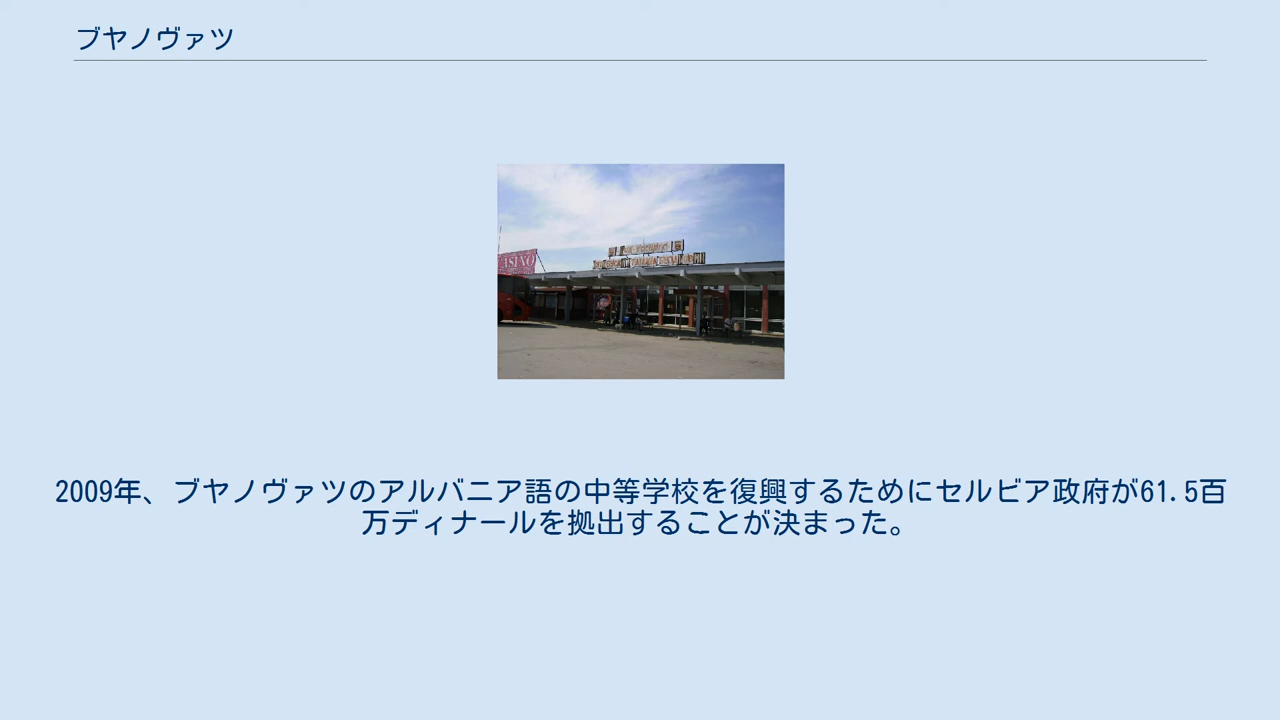 ブヤノヴァツ
2009年、ブヤノヴァツのアルバニア語の中等学校を復興するためにセルビア政府が61.5百
万ディナールを拠出することが決まった。